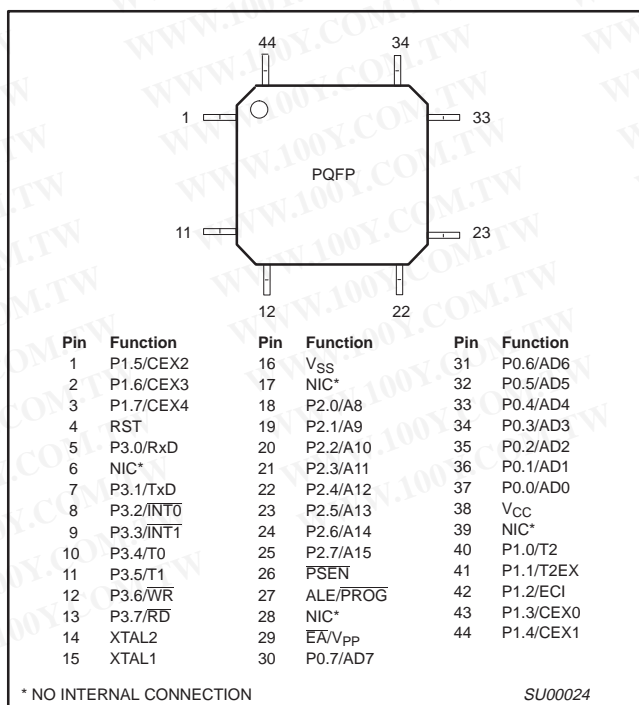 44 34
1 33
PQFP
11 23
12 22
Pin Function Pin Function Pin Function
1 P1.5/CEX2 16 VSS 31 P0.6/AD6
2 P1.6/CEX3 17 NIC* 32 P0.5/AD5
3 P1.7/CEX4 18 P2.0/A8 33 P0.4/AD4
4 RST 19 P2.1/A9 34 P0.3/AD3
5 P3.0/RxD 20 P2.2/A10 35 P0.2/AD2
6 NIC* 21 P2.3/A11 36 P0.1/AD1
7 P3.1/TxD 22 P2.4/A12 37 P0.0/AD0
8 P3.2/INT0 23 P2.5/A13 38 VCC
9 P3.3/INT1 24 P2.6/A14 39 NIC*
10 P3.4/T0 25 P2.7/A15 40 P1.0/T2
11 P3.5/T1 26 PSEN 41 P1.1/T2EX
12 P3.6/WR 27 ALE/PROG 42 P1.2/ECI
13 P3.7/RD 28 NIC* 43 P1.3/CEX0
14 XTAL2 29 EA/VPP 44 P1.4/CEX1
15 XTAL1 30 P0.7/AD7
* NO INTERNAL CONNECTION SU00024
WWW.100Y.COM.TW